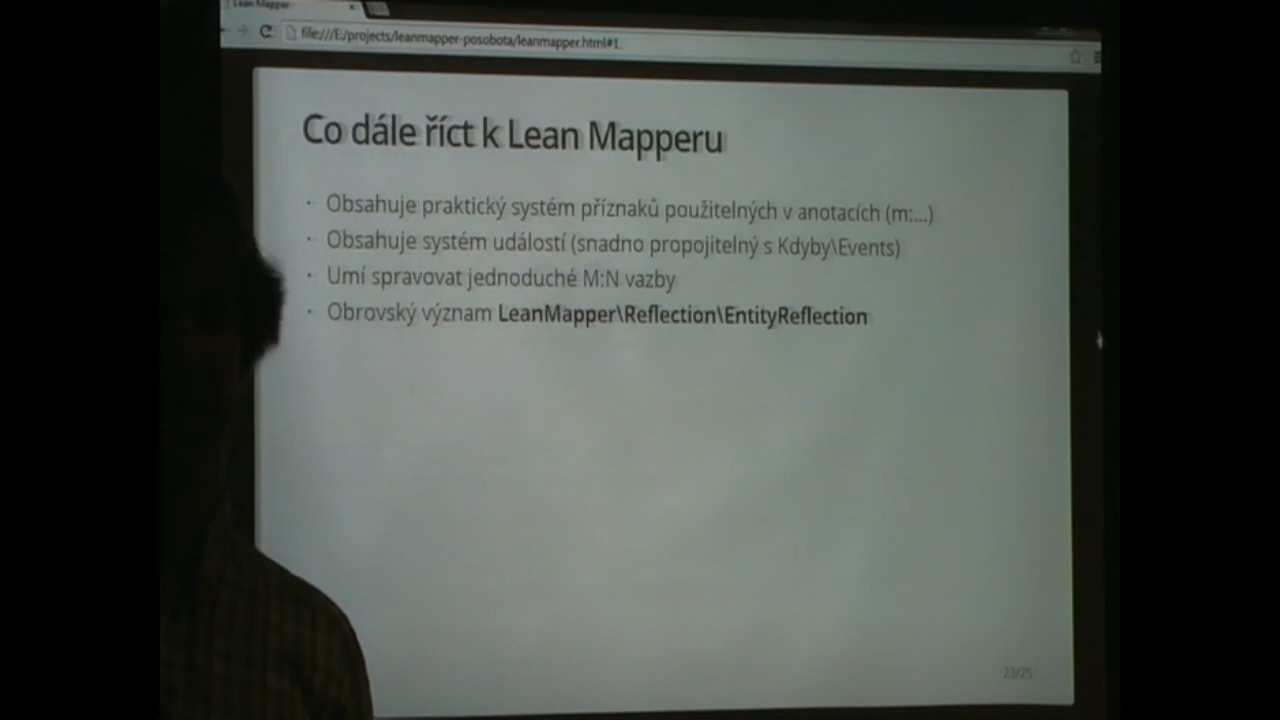 Lean Mapper
file:///E:/projects/leanmapper-posobota/leanmapper.html#1
Co dále říct k Lean Mapperu
· Obsahuje praktický systém příznaků použitelných v anotacích (m:...)
· Obsahuje systém událostí (snadno propojitelný s Kdyby\Events)
· Umí spravovat jednoduché M:N vazby
· Obrovský význam LeanMapper\Reflection\EntityReflection
23/25